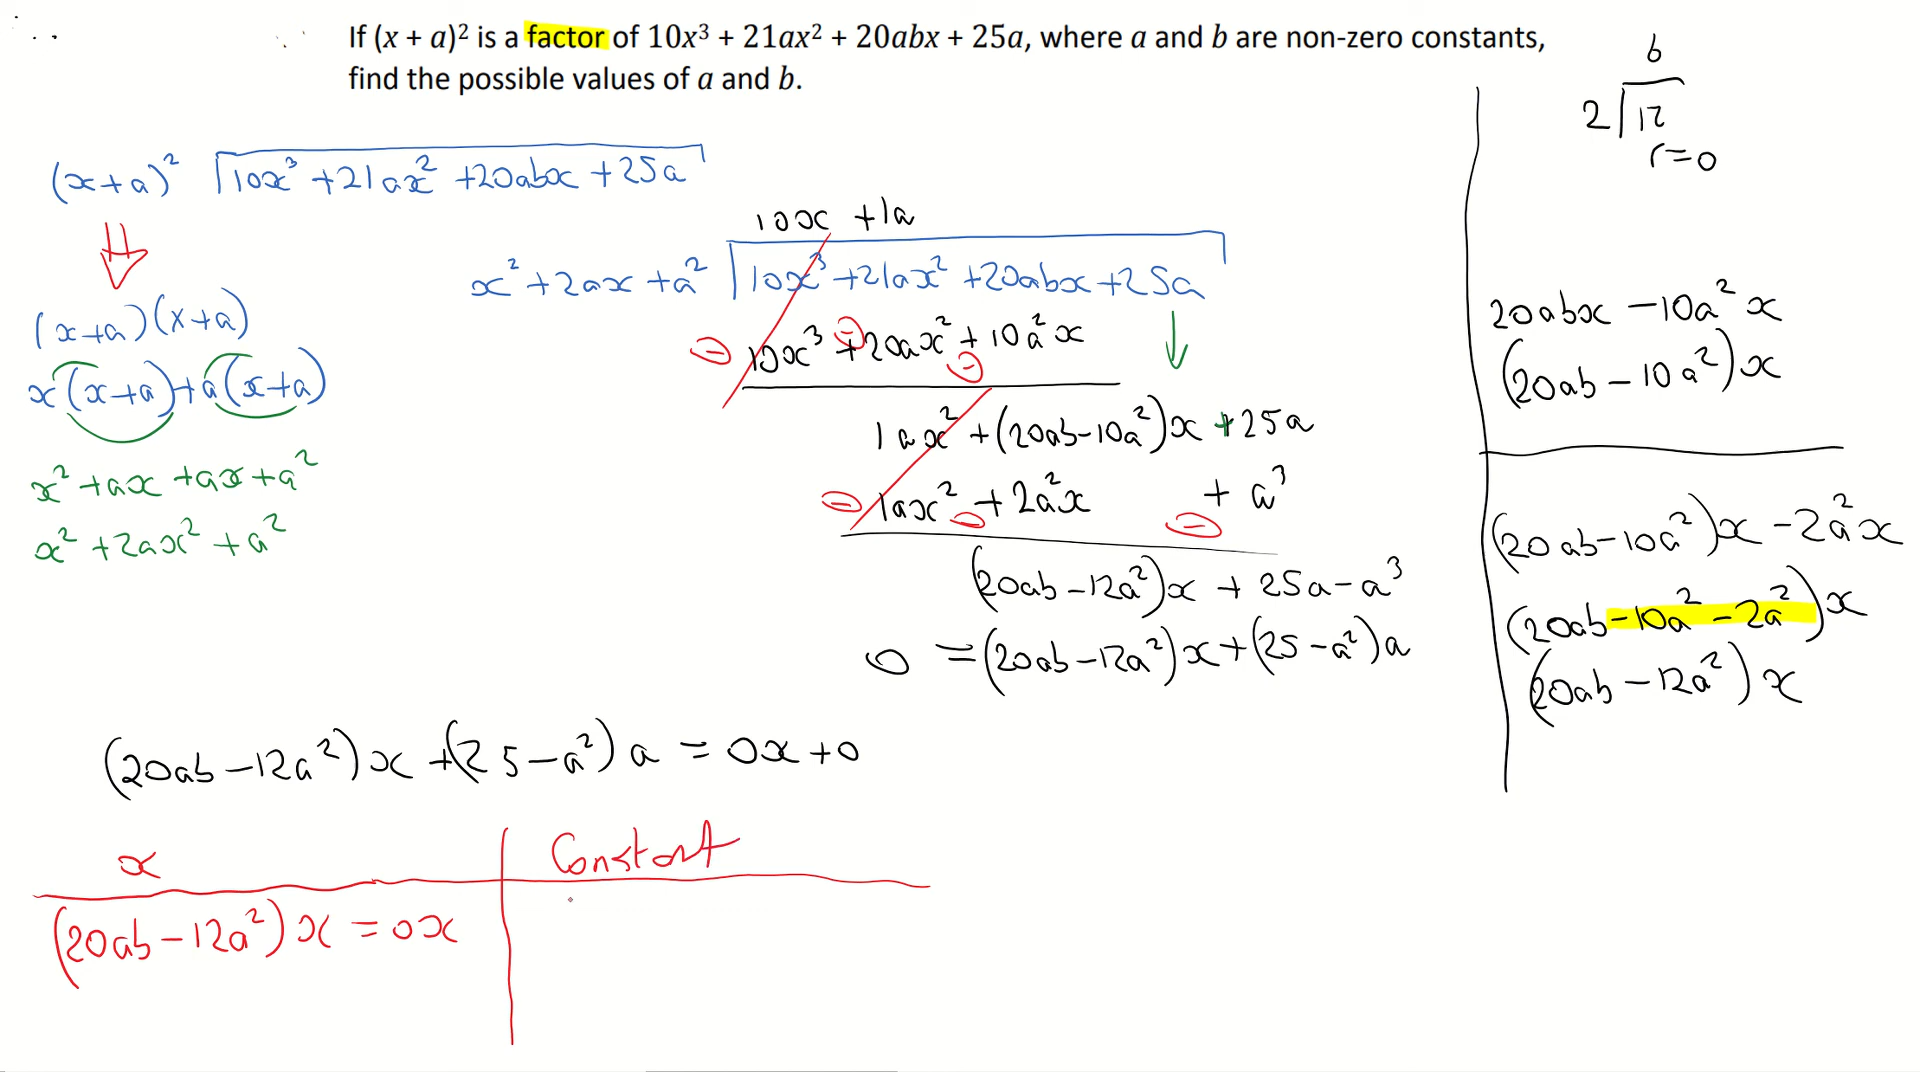 If (x + a)² is a factor of 10x³ + 21ax² + 20abx + 25a, where a and b are non-zero constants,
find the possible values of a and b.
(x+a)² 10x³ +21ax² +20abx +25a
(x+a)(x+a)
x(x+a)+a(x+a)
x² +ax +ax +a²
x² +2ax² +a²
10x +1a
x² +2ax +a² 10x³ +21ax² +20abx +25a
10x³ +20ax² + 10a²x
1ax² +(20ab-10a²)x +25a
1ax² + 2a²x + a³
(20ab-12a²)x + 25a-a³
0 =(20ab-12a²)x+(25-a²)a
b
2 12
r=0
20abx -10a²x
(20ab-10a²)x
(20ab-10a²)x -2a²x
(20ab-10a² -2a²)x
(20ab-12a²)x
(20ab-12a²)x +(25-a²)a = 0x+0
x Constant
(20ab-12a²)x = 0x